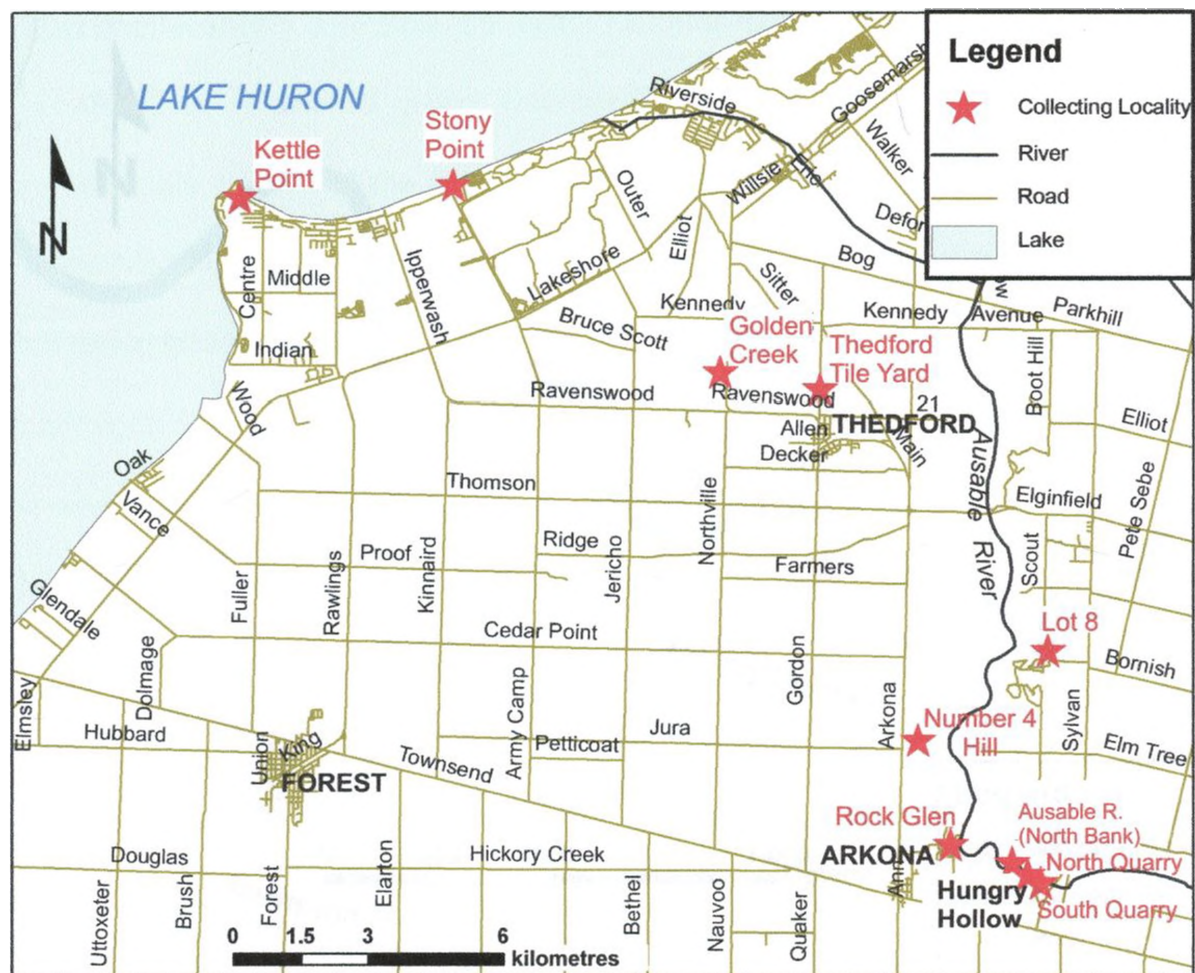 Legend
Collecting Locality
River
Road
Lake
LAKE HURON
N
N
Kettle
Point
Stony
Point
Riverside
Goosemarsh
Walker
Willsie
Erie
Outer
Elliot
Defor
Bog
Centre
Middle
Ipperwash
Lakeshore
Sitter
Kennedy
Kennedy
Avenue
Parkhill
Bruce Scott
Golden
Creek
Thedford
Tile Yard
Indian
Boot Hill
Wood
Ravenswood
Ravenswood
21
Elliot
Allen
THEDFORD
Main
Decker
Oak
Vance
Thomson
Northville
Ausable River
Elginfield
Pete Sebe
Proof
Ridge
Farmers
Scout
Glendale
Fuller
Rawlings
Kinnaird
Jericho
Cedar Point
Lot 8
Bornish
Dolmage
Gordon
Elmsley
Hubbard
Army Camp
Petticoat
Jura
Arkona
Number 4
Hill
Sylvan
Elm Tree
Union
King
FOREST
Townsend
Rock Glen
Ausable R.
(North Bank)
Douglas
Hickory Creek
ARKONA
North Quarry
Ann
Hungry
Hollow
South Quarry
Uttoxeter
Brush
Forest
Elarton
Bethel
Nauvoo
Quaker
0 1.5 3 6
kilometres